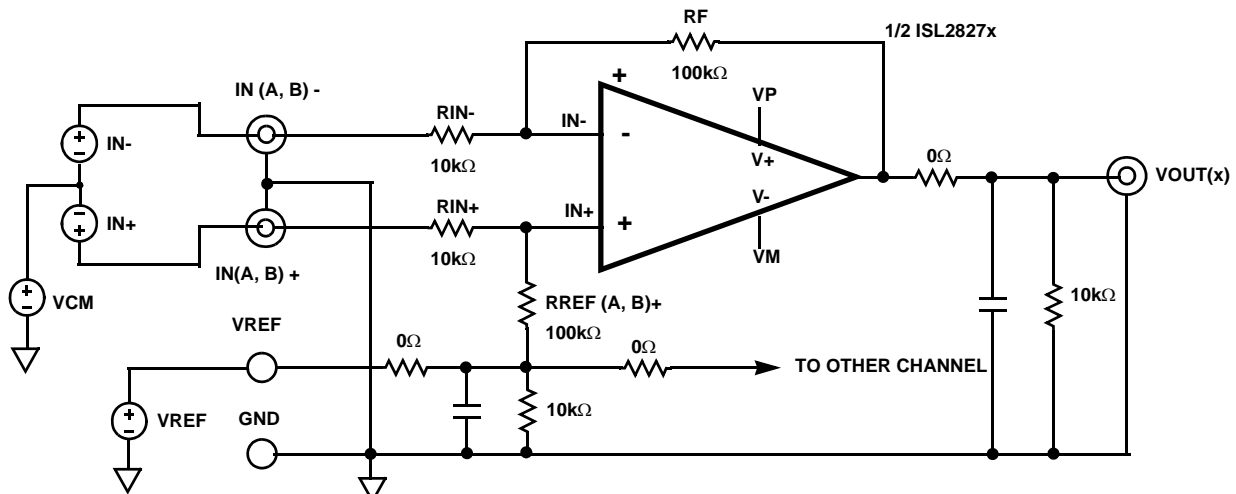 RF
1/2 ISL2827x
100kΩ
IN (A, B) -
+
VP
RIN-
IN-
-
+
-
IN-
10kΩ
V+
0Ω
VOUT(x)
-
+
IN+
RIN+
IN+
+
V-
10kΩ
VM
IN(A, B) +
+
-
VCM
RREF (A, B)+
100kΩ
10kΩ
VREF
0Ω
0Ω
TO OTHER CHANNEL
+
-
VREF
GND
10kΩ